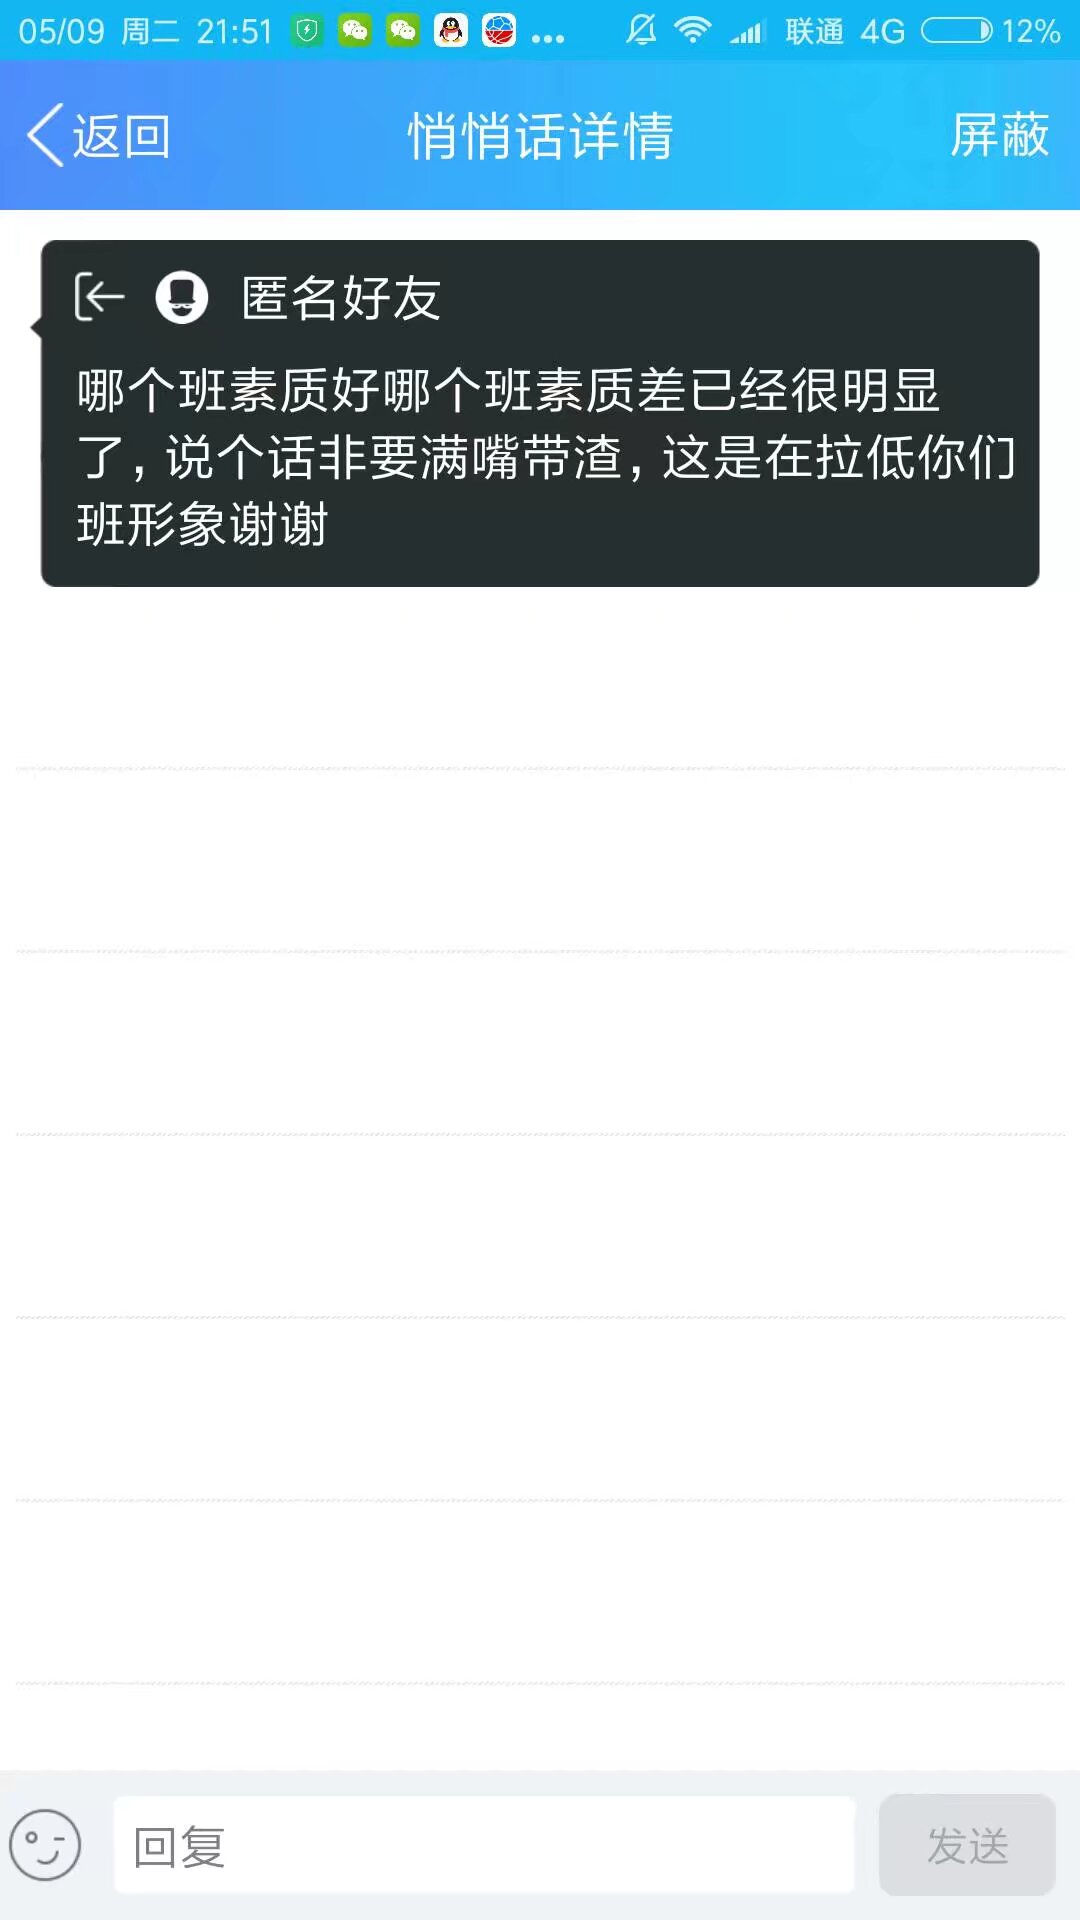 05/09 周二 21:51 ... 联通 4G 12%
返回 悄悄话详情 屏蔽
匿名好友
哪个班素质好哪个班素质差已经很明显
了,说个话非要满嘴带渣,这是在拉低你们
班形象谢谢
回复 发送